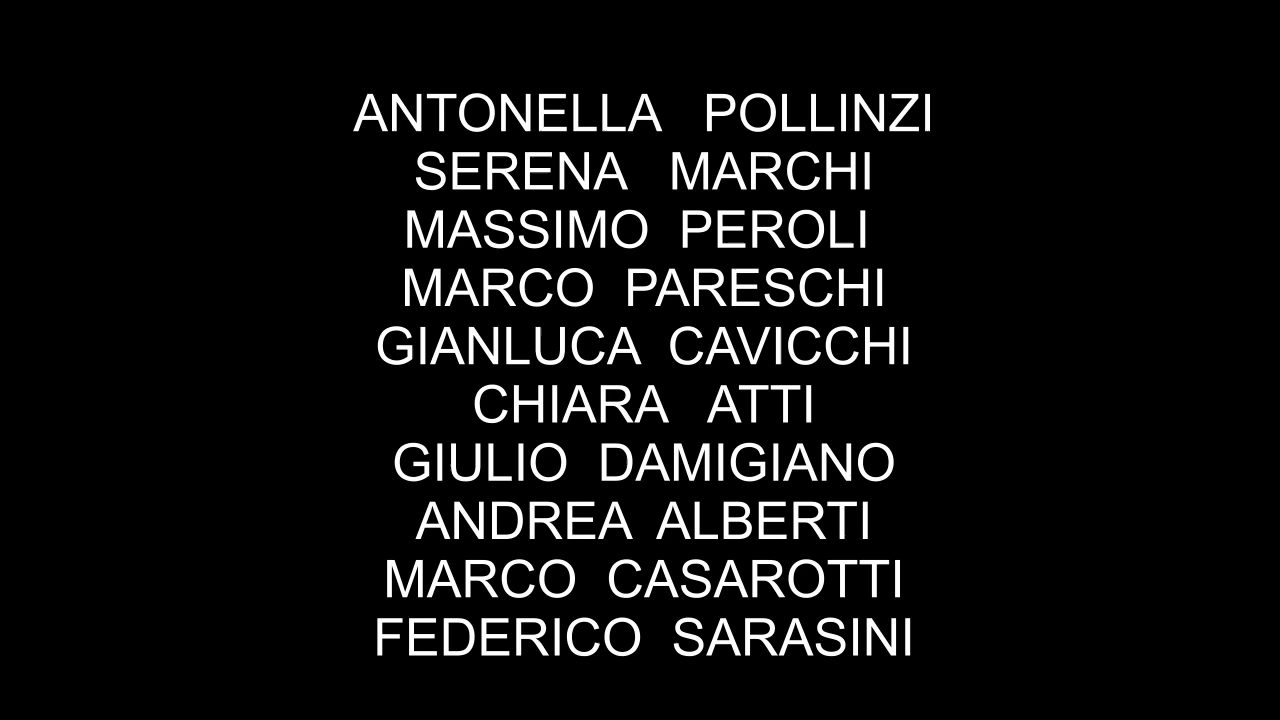 ANTONELLA POLLINZI
SERENA MARCHI
MASSIMO PEROLI
MARCO PARESCHI
GIANLUCA CAVICCHI
CHIARA ATTI
GIULIO DAMIGIANO
ANDREA ALBERTI
MARCO CASAROTTI
FEDERICO SARASINI